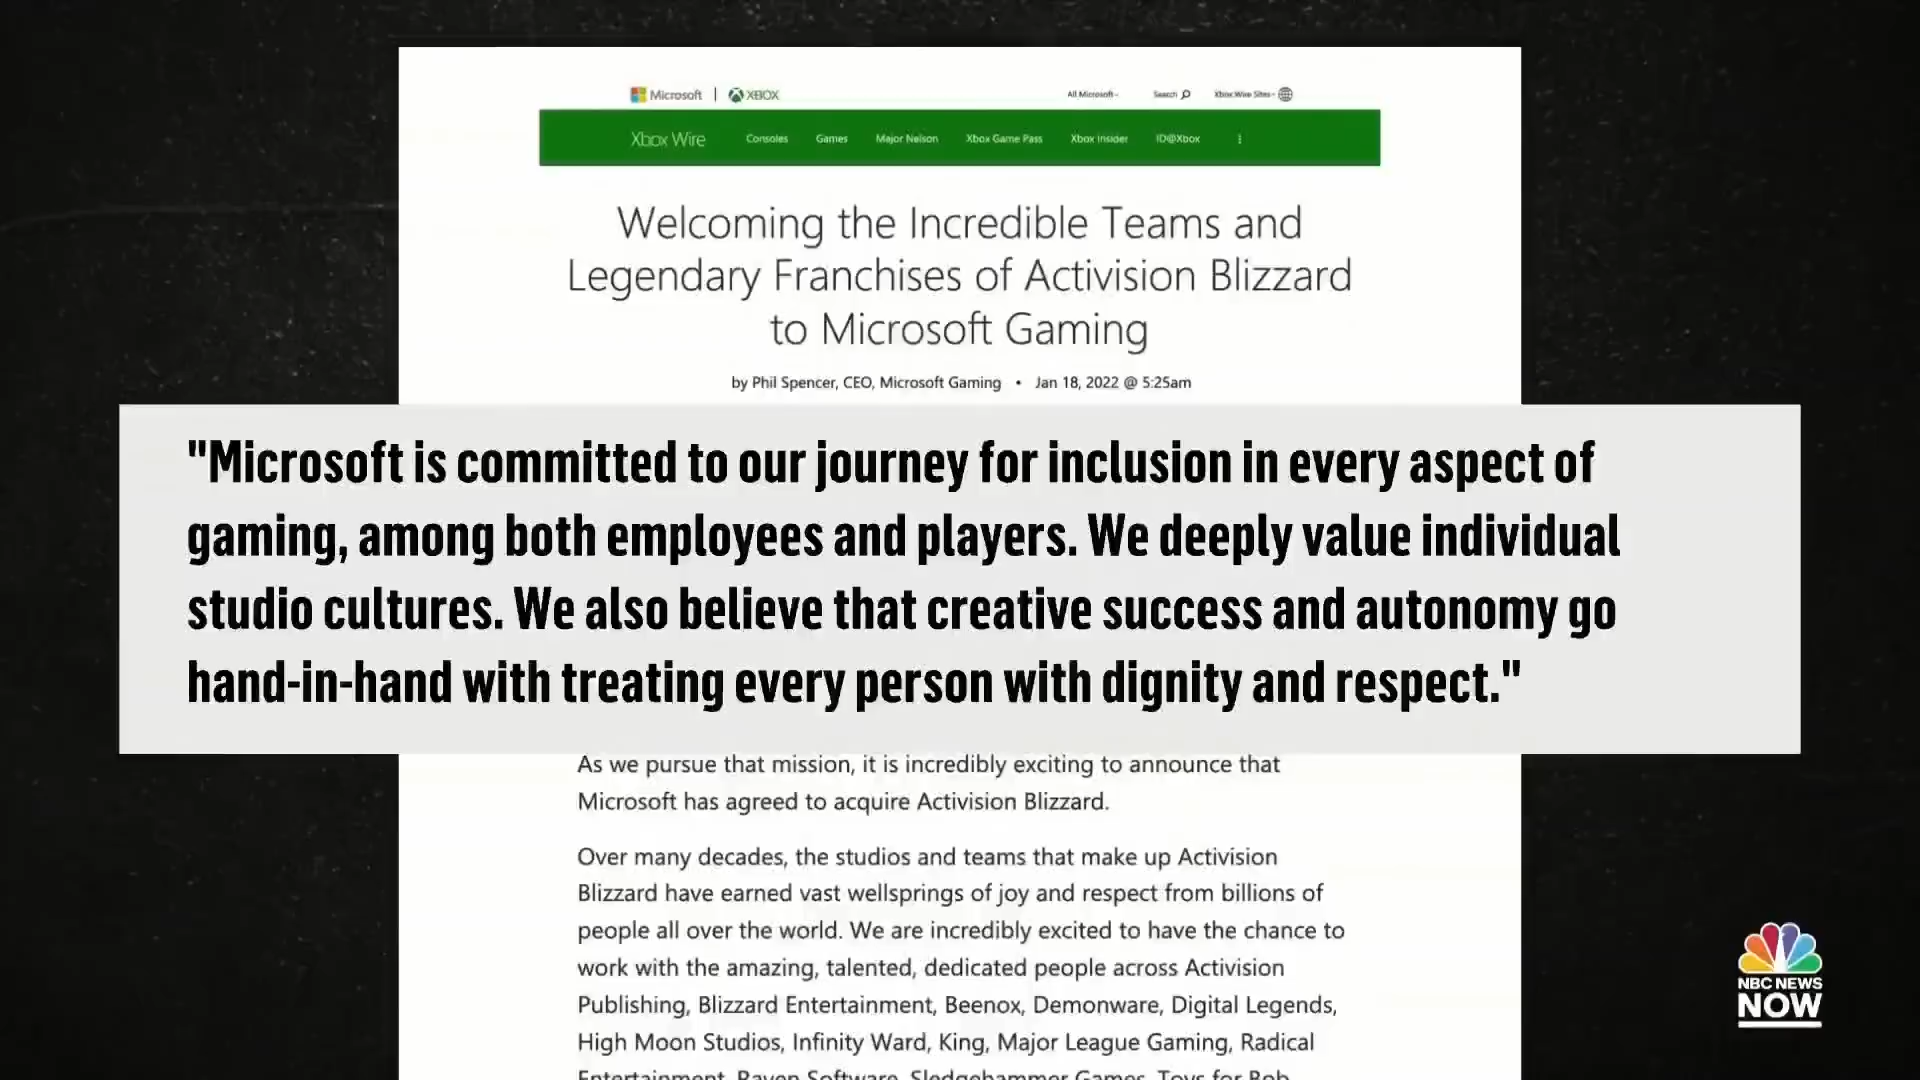 Microsoft | XBOX All Microsoft Search Xbox Wire Sites
Xbox Wire Consoles Games Major Nelson Xbox Game Pass Xbox Insider ID@Xbox
Welcoming the Incredible Teams and
Legendary Franchises of Activision Blizzard
to Microsoft Gaming
by Phil Spencer, CEO, Microsoft Gaming • Jan 18, 2022 @ 5:25am
"Microsoft is committed to our journey for inclusion in every aspect of
gaming, among both employees and players. We deeply value individual
studio cultures. We also believe that creative success and autonomy go
hand-in-hand with treating every person with dignity and respect."
As we pursue that mission, it is incredibly exciting to announce that
Microsoft has agreed to acquire Activision Blizzard.
Over many decades, the studios and teams that make up Activision
Blizzard have earned vast wellsprings of joy and respect from billions of
people all over the world. We are incredibly excited to have the chance to
work with the amazing, talented, dedicated people across Activision
Publishing, Blizzard Entertainment, Beenox, Demonware, Digital Legends,
High Moon Studios, Infinity Ward, King, Major League Gaming, Radical
Entertainment, Raven Software, Sledgehammer Games, Toys for Bob,
NBC NEWS
NOW